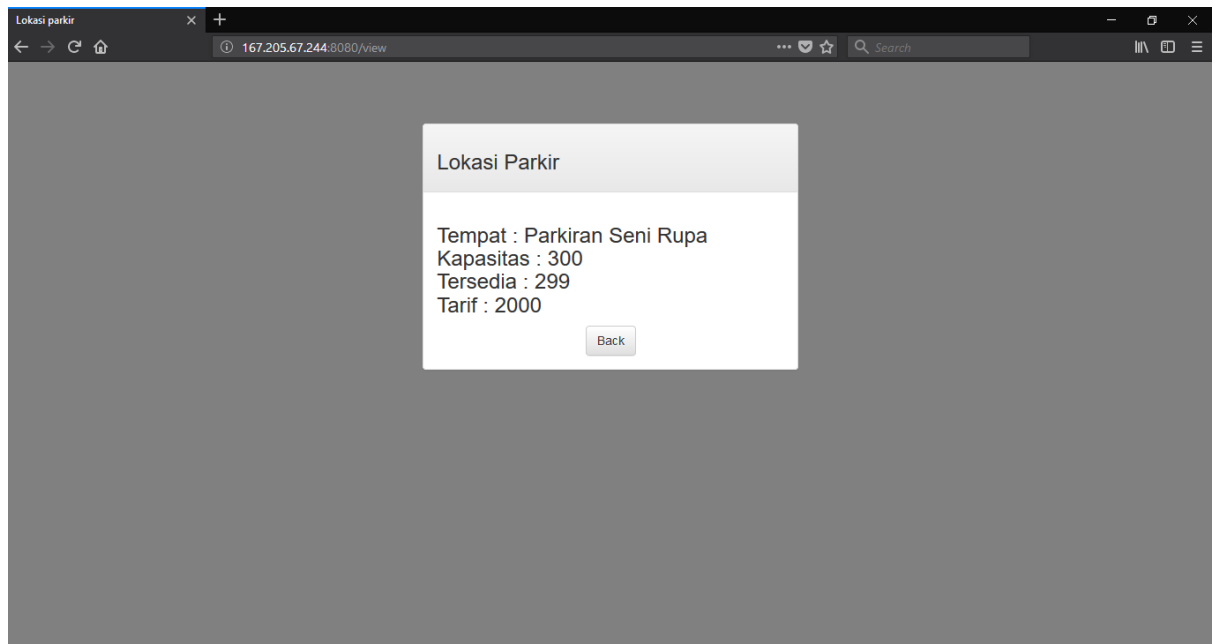 Lokasi parkir
167.205.67.244:8080/view
Search
Lokasi Parkir
Tempat : Parkiran Seni Rupa
Kapasitas : 300
Tersedia : 299
Tarif : 2000
Back